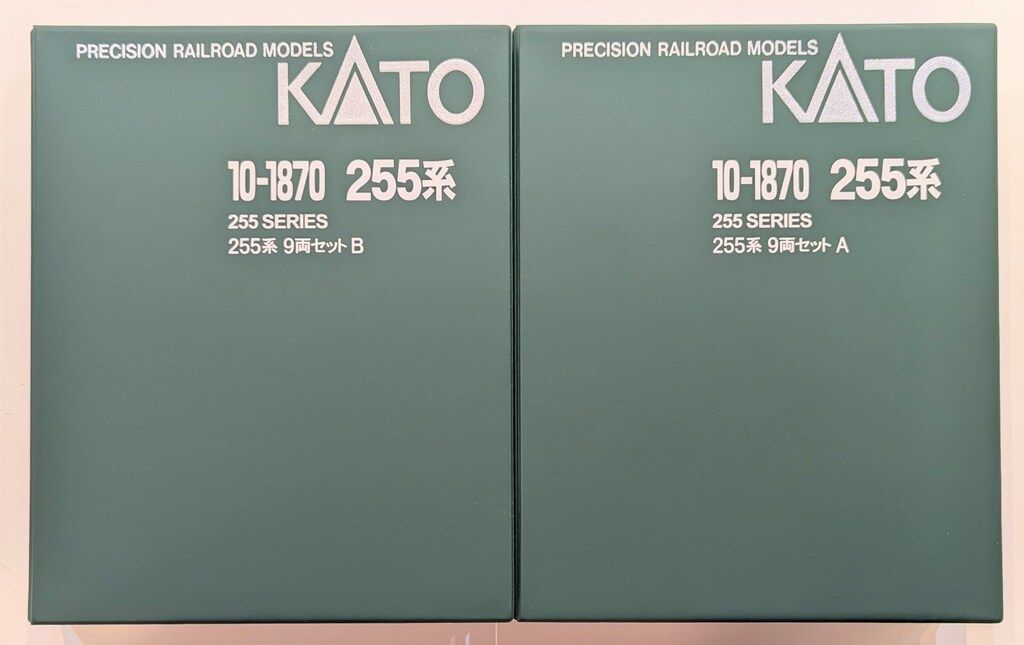 PRECISION RAILROAD MODELS
KATO
10-1870 255系
255 SERIES
255系 9両セット B
PRECISION RAILROAD MODELS
KATO
10-1870 255系
255 SERIES
255系 9両セット A